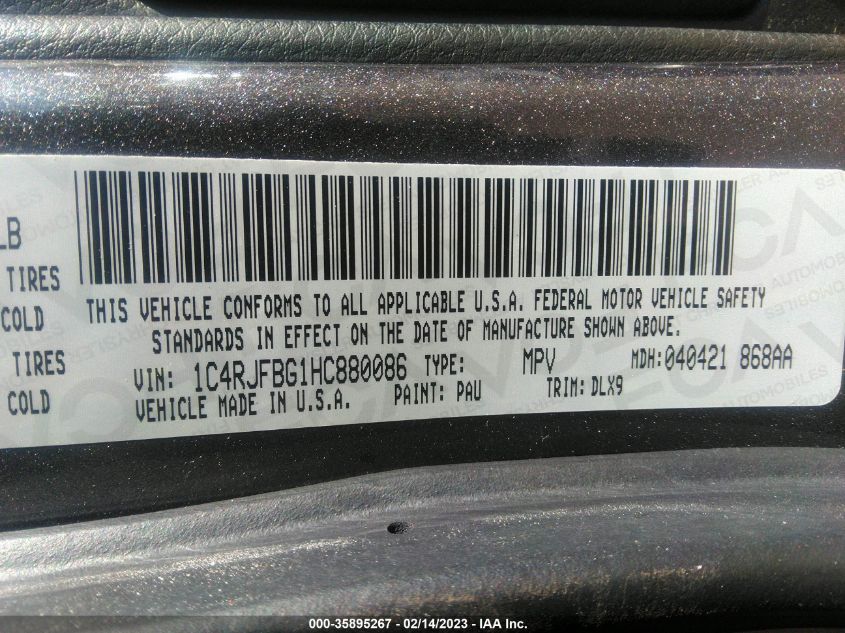 LB
TIRES
COLD
TIRES
COLD
THIS VEHICLE CONFORMS TO ALL APPLICABLE U.S.A. FEDERAL MOTOR VEHICLE SAFETY
STANDARDS IN EFFECT ON THE DATE OF MANUFACTURE SHOWN ABOVE.
VIN: 1C4RJFBG1HC880086 TYPE: MPV MDH: 040421 868AA
VEHICLE MADE IN U.S.A. PAINT: PAU TRIM: DLX9
000-35895267 - 02/14/2023 - IAA Inc.